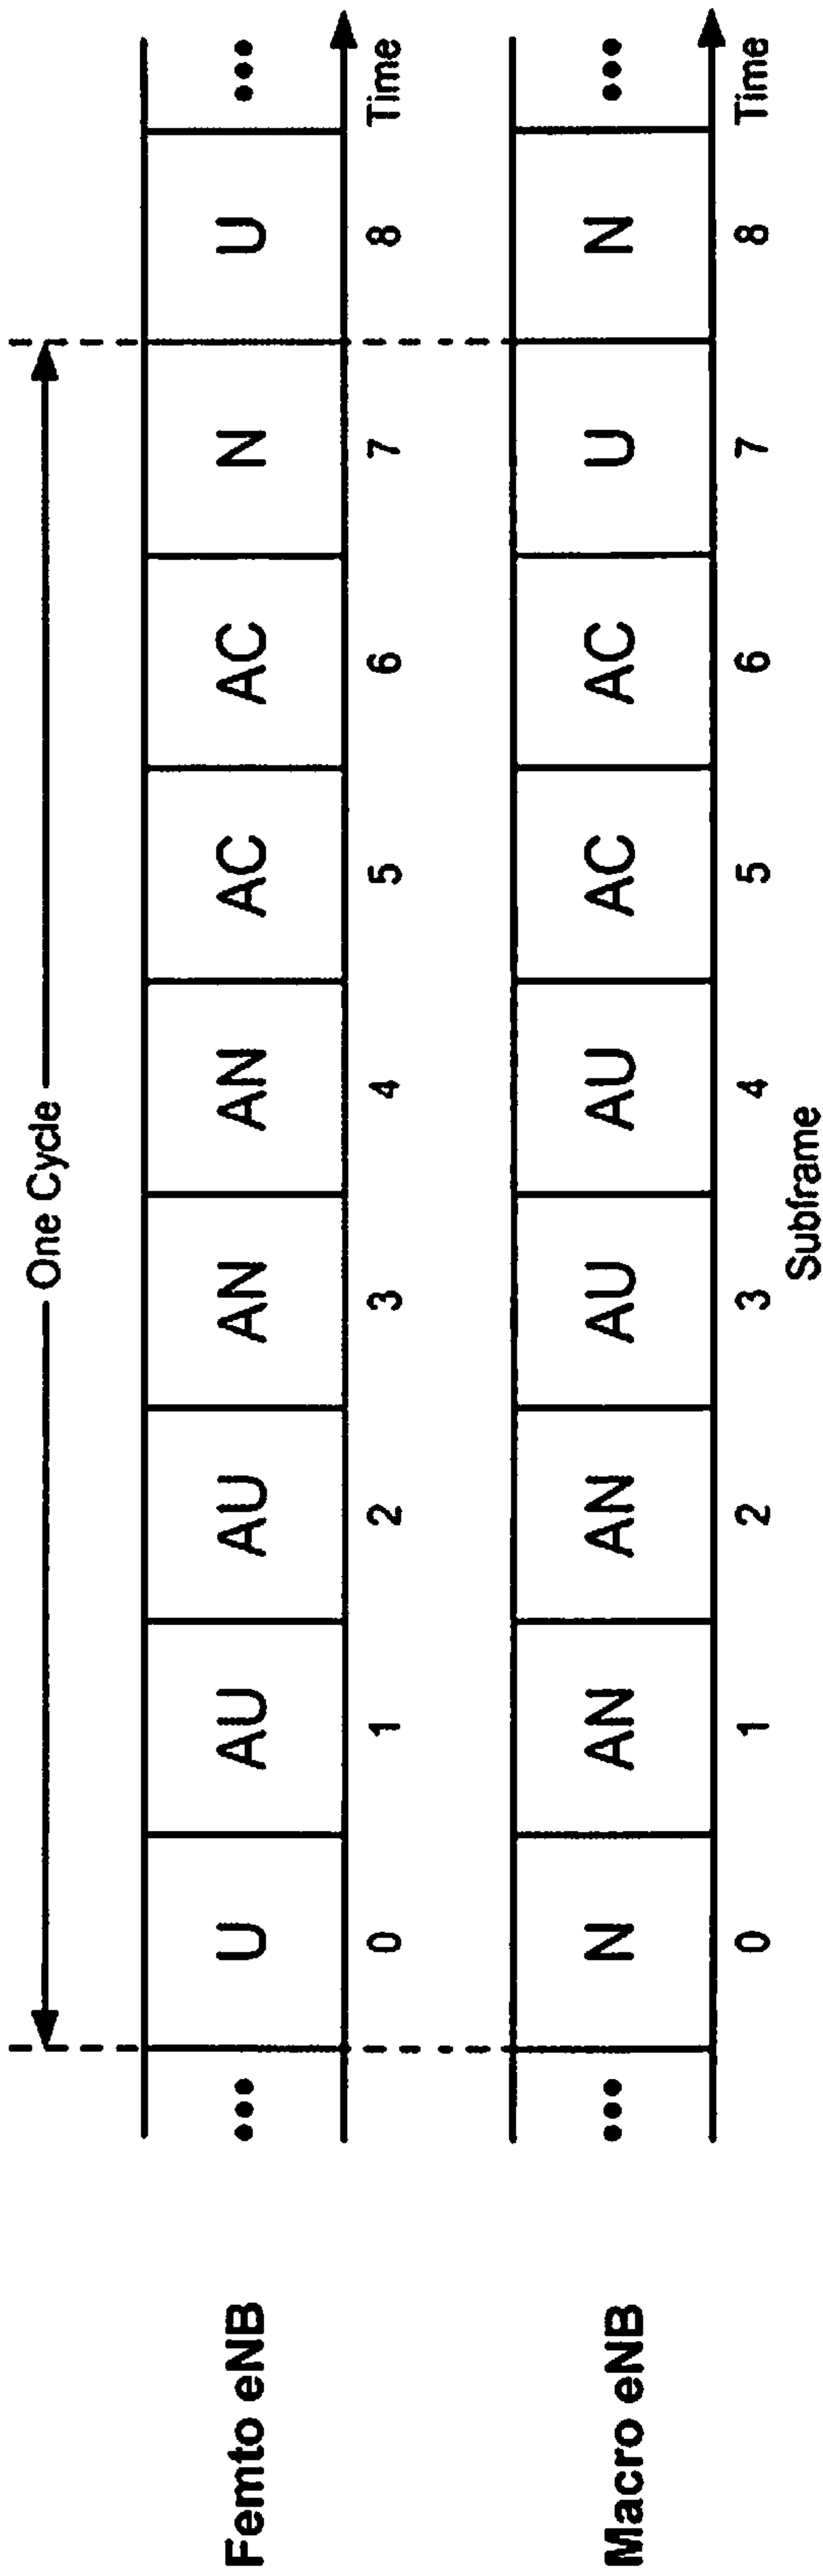 One Cycle
Femto eNB ••• U AU AU AN AN AC AC N U •••
0 1 2 3 4 5 6 7 8 Time
Macro eNB ••• N AN AN AU AU AC AC U N •••
0 1 2 3 4 5 6 7 8 Time
Subframe